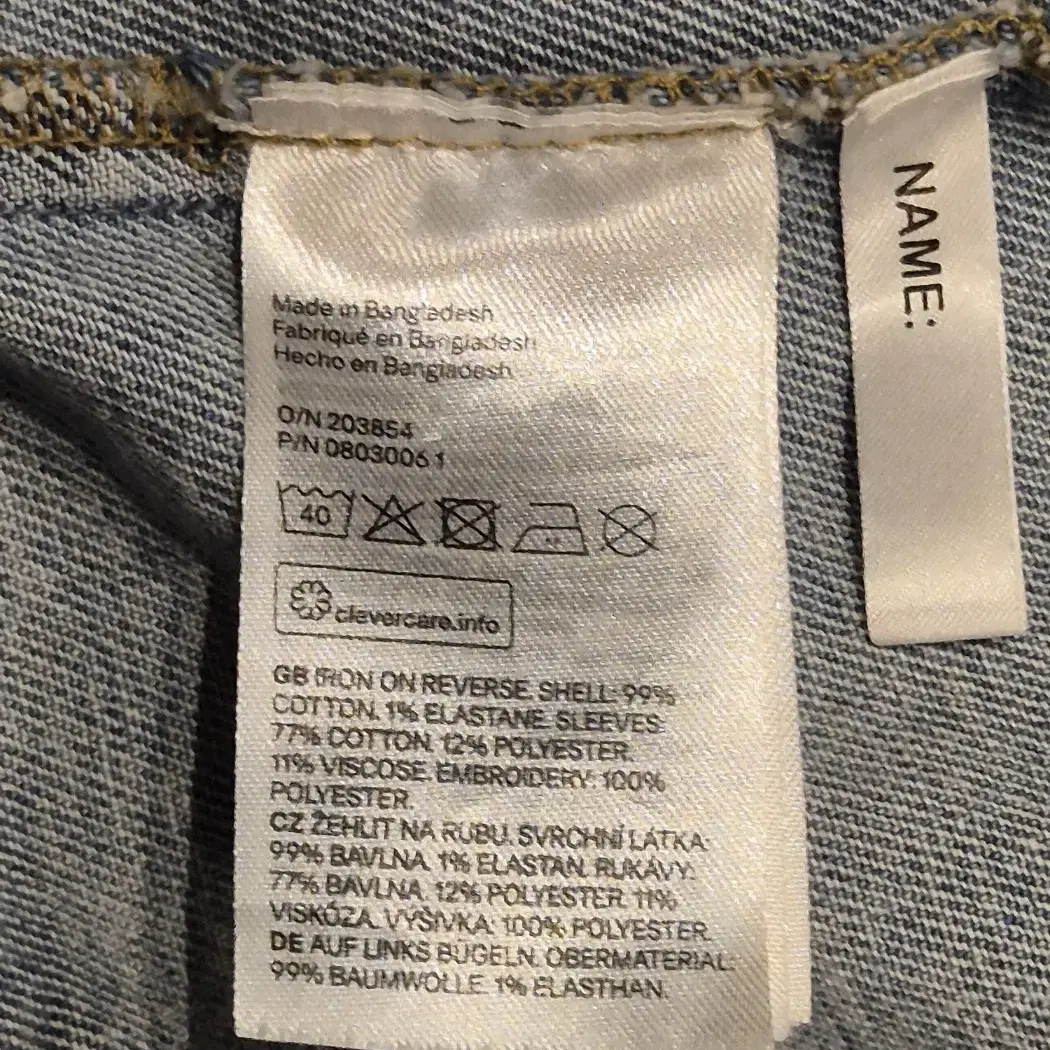 Made in Bangladesh
Fabriqué en Bangladesh
Hecho en Bangladesh
O/N 203854
P/N 08030061
40
clevercare.info
GB IRON ON REVERSE. SHELL: 99%
COTTON. 1% ELASTANE. SLEEVES:
77% COTTON. 12% POLYESTER.
11% VISCOSE. EMBROIDERY: 100%
POLYESTER.
CZ ŽEHLIT NA RUBU. SVRCHNÍ LÁTKA:
99% BAVLNA. 1% ELASTAN. RUKÁVY:
77% BAVLNA. 12% POLYESTER. 11%
VISKÓZA. VÝŠIVKA: 100% POLYESTER.
DE AUF LINKS BÜGELN. OBERMATERIAL:
99% BAUMWOLLE. 1% ELASTHAN.
NAME: